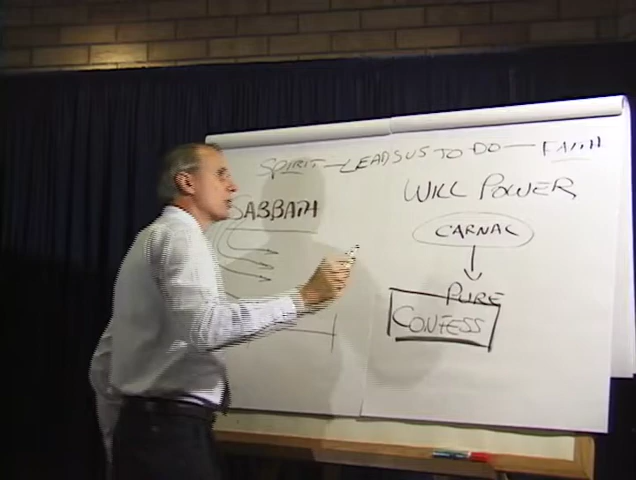 SPIRIT — LEADS US TO DO — FAITH
SABBATH
WILL POWER
CARNAL
PURE
CONFESS